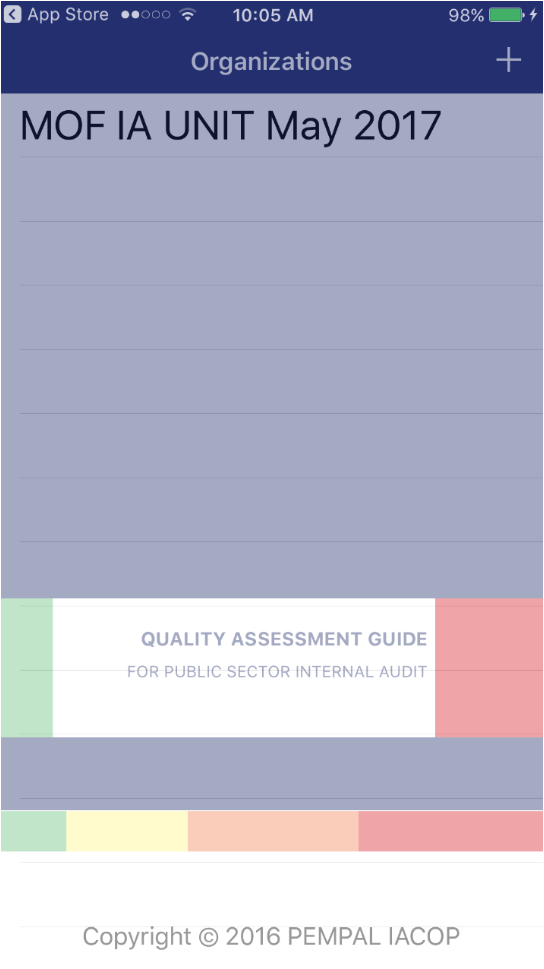 App Store 10:05 AM 98%
Organizations +
MOF IA UNIT May 2017
QUALITY ASSESSMENT GUIDE
FOR PUBLIC SECTOR INTERNAL AUDIT
Copyright © 2016 PEMPAL IACOP